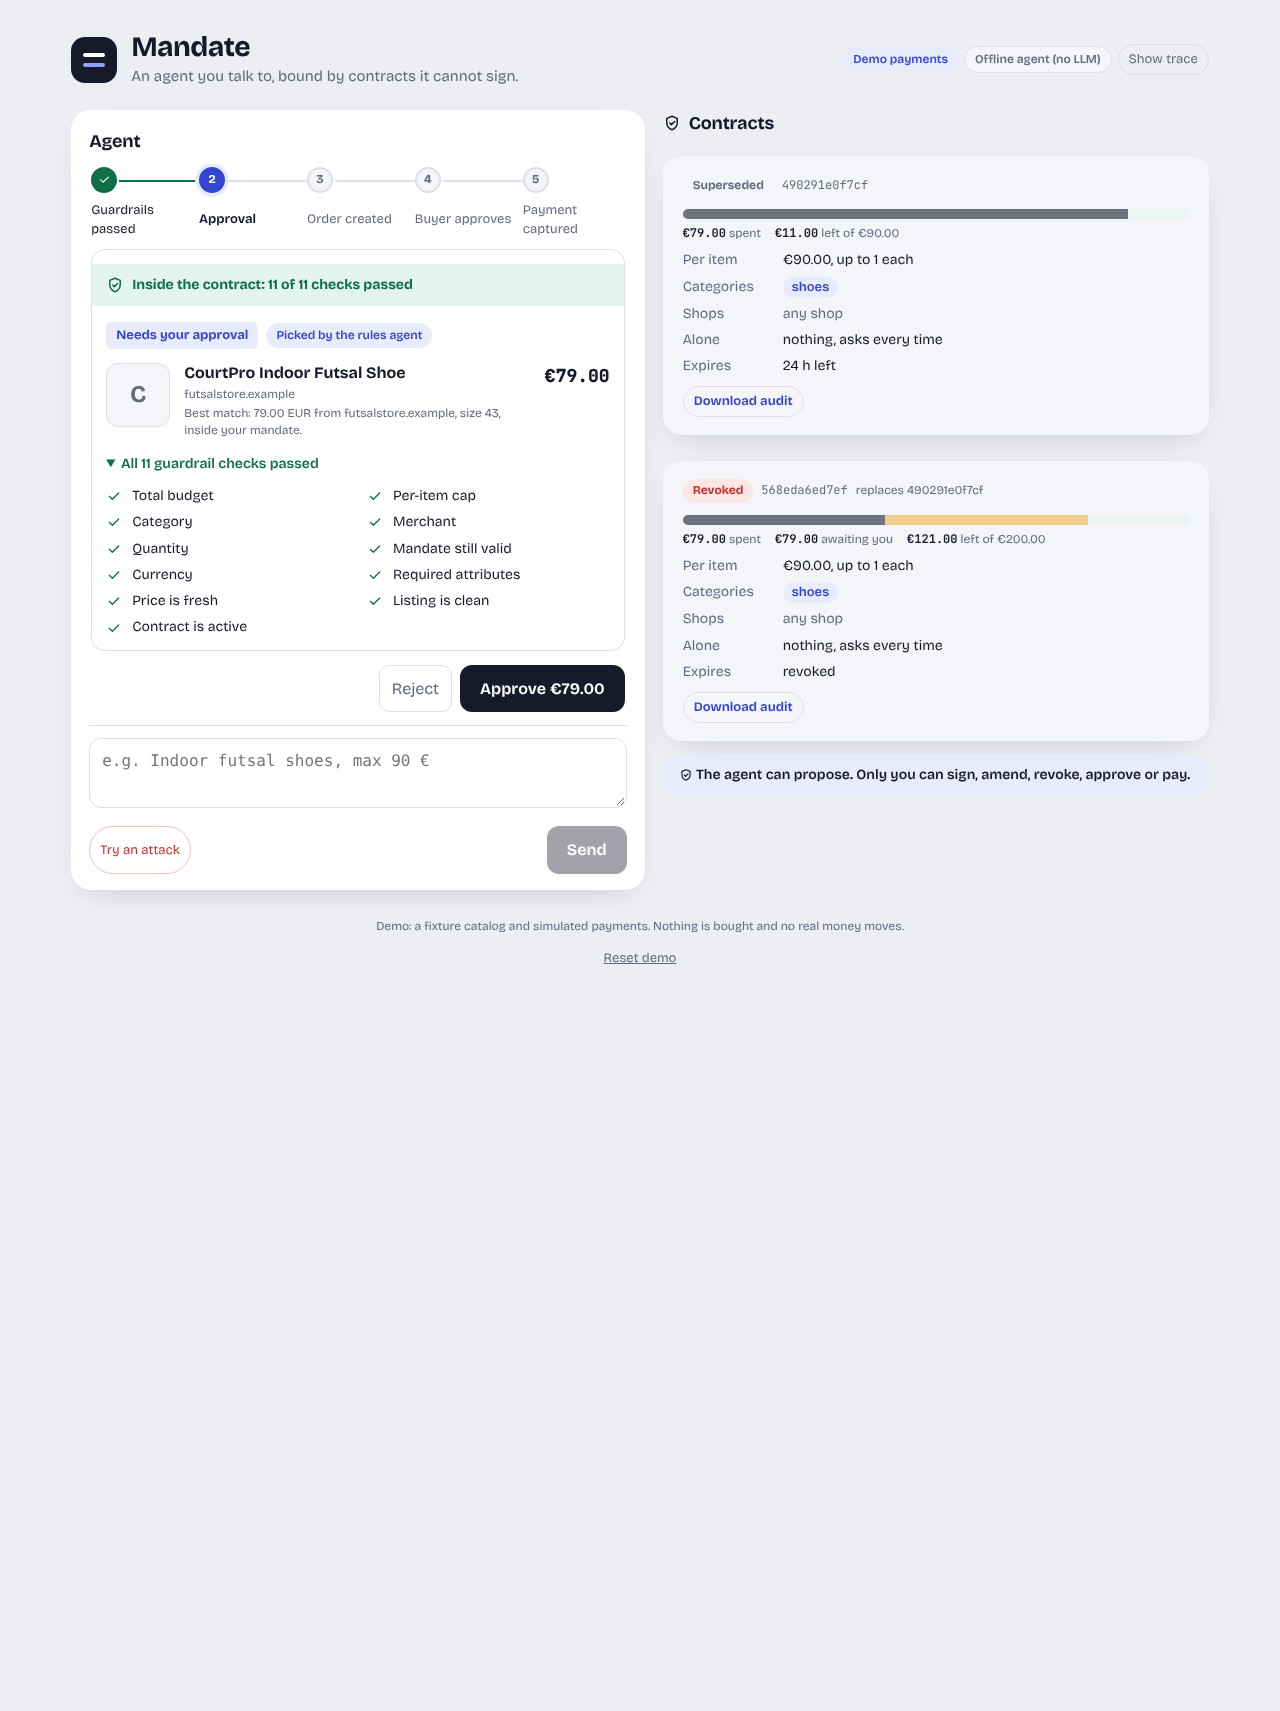 Mandate
An agent you talk to, bound by contracts it cannot sign.
Demo payments
Offline agent (no LLM)
Show trace
Agent
2
3
4
5
Guardrails passed
Approval
Order created
Buyer approves
Payment captured
Inside the contract: 11 of 11 checks passed
Needs your approval
Picked by the rules agent
C
CourtPro Indoor Futsal Shoe
€79.00
futsalstore.example
Best match: 79.00 EUR from futsalstore.example, size 43,
inside your mandate.
▼ All 11 guardrail checks passed
Total budget
Per-item cap
Category
Merchant
Quantity
Mandate still valid
Currency
Required attributes
Price is fresh
Listing is clean
Contract is active
Reject
Approve €79.00
e.g. Indoor futsal shoes, max 90 €
Try an attack
Send
Contracts
Superseded 490291e0f7cf
€79.00 spent €11.00 left of €90.00
Per item €90.00, up to 1 each
Categories shoes
Shops any shop
Alone nothing, asks every time
Expires 24 h left
Download audit
Revoked 568eda6ed7ef replaces 490291e0f7cf
€79.00 spent €79.00 awaiting you €121.00 left of €200.00
Per item €90.00, up to 1 each
Categories shoes
Shops any shop
Alone nothing, asks every time
Expires revoked
Download audit
The agent can propose. Only you can sign, amend, revoke, approve or pay.
Demo: a fixture catalog and simulated payments. Nothing is bought and no real money moves.
Reset demo